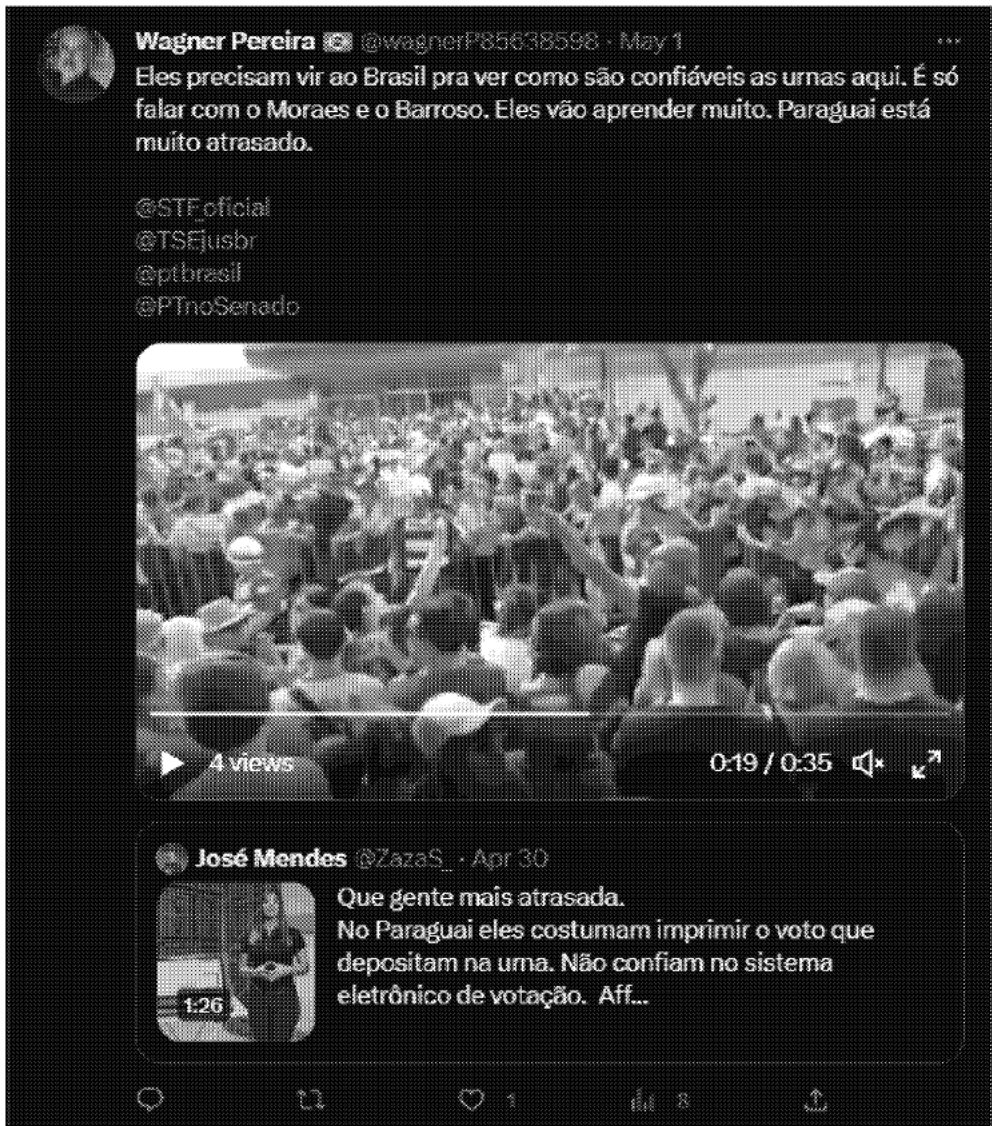 Wagner Pereira @wagnerP85638598 · May 1
Eles precisam vir ao Brasil pra ver como são confiáveis as urnas aqui. É só
falar com o Moraes e o Barroso. Eles vão aprender muito. Paraguai está
muito atrasado.
@STF_oficial
@TSEjusbr
@ptbrasil
@PTnoSenado
4 views
0:19 / 0:35
José Mendes @ZazaS_ · Apr 30
Que gente mais atrasada.
No Paraguai eles costumam imprimir o voto que
depositam na urna. Não confiam no sistema
eletrônico de votação. Aff...
1:26
1
8